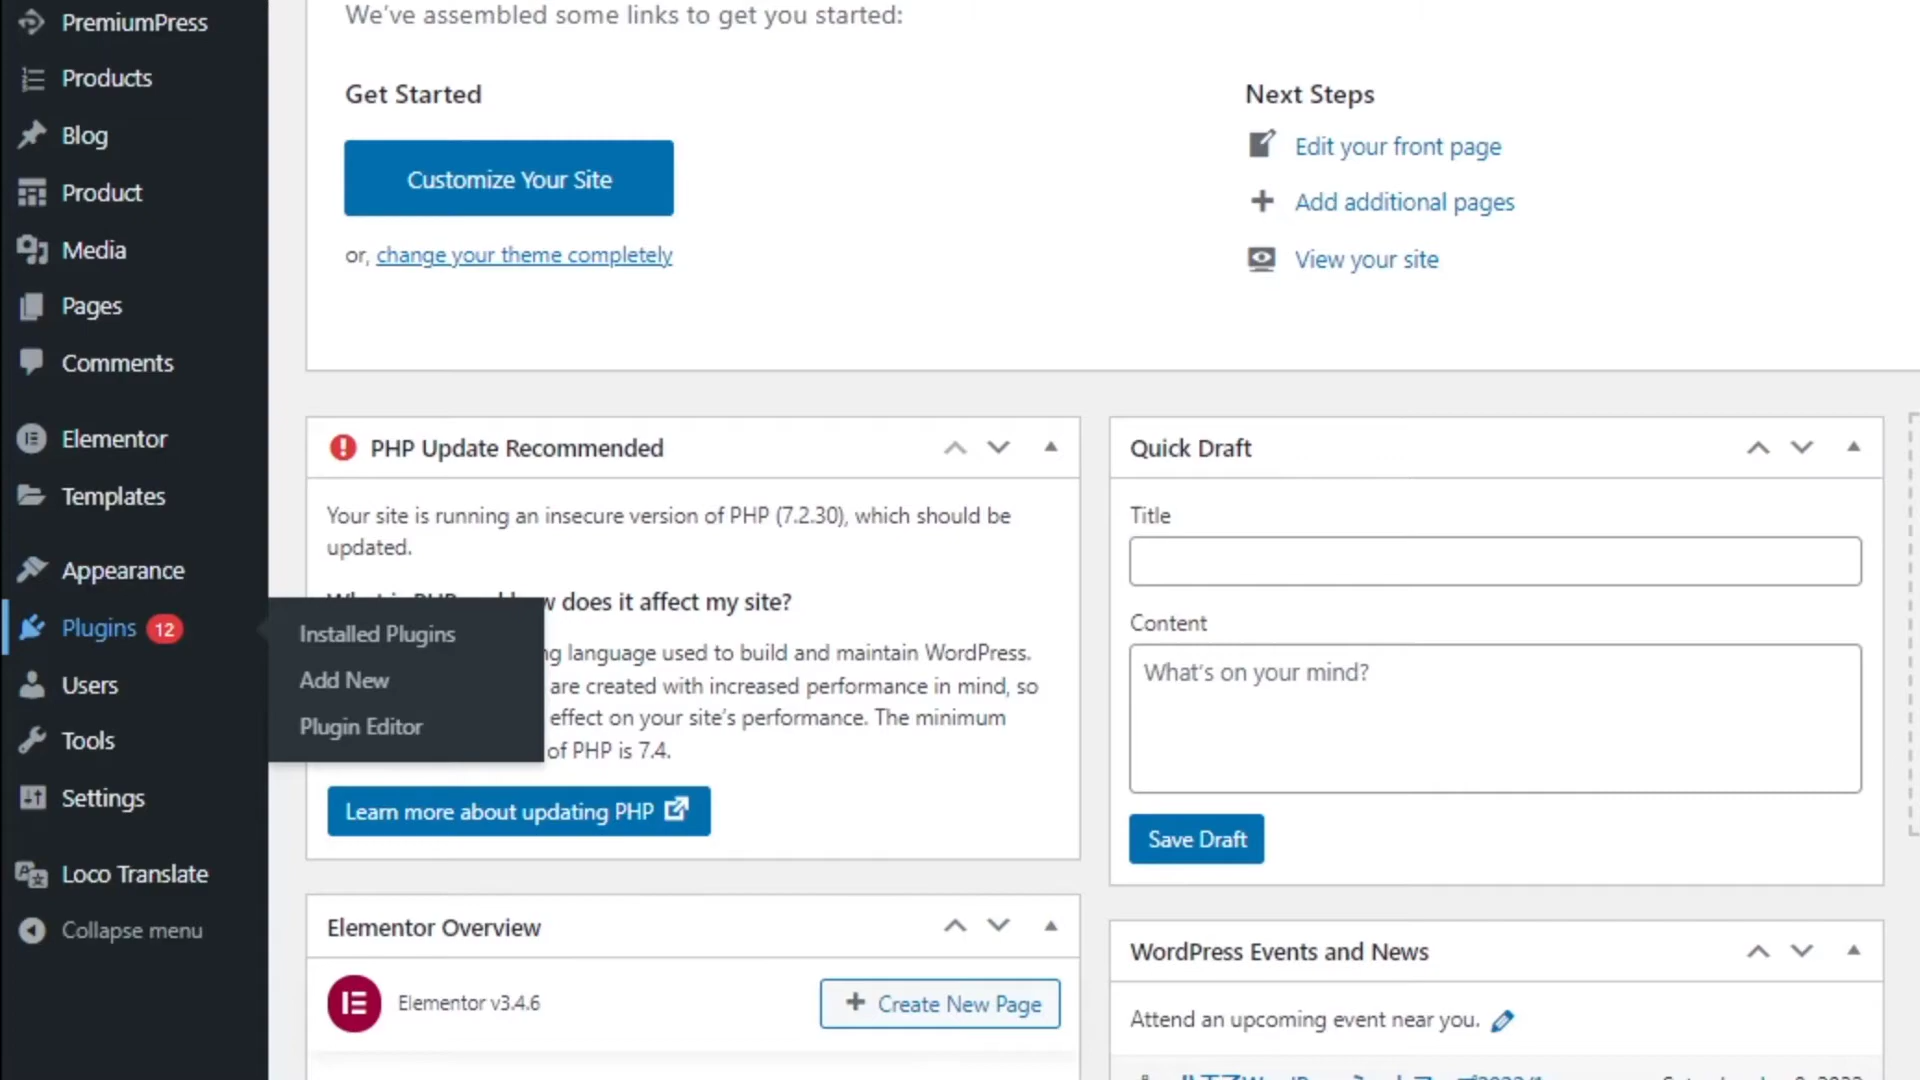 PremiumPress
Products
Blog
Product
Media
Pages
Comments
Elementor
Templates
Appearance
Plugins 12
Users
Tools
Settings
Loco Translate
Collapse menu
Installed Plugins
Add New
Plugin Editor
We've assembled some links to get you started:
Get Started
Customize Your Site
or, change your theme completely
Next Steps
Edit your front page
Add additional pages
View your site
PHP Update Recommended
Your site is running an insecure version of PHP (7.2.30), which should be
updated.
does it affect my site?
language used to build and maintain WordPress.
are created with increased performance in mind, so
effect on your site's performance. The minimum
of PHP is 7.4.
Learn more about updating PHP
Elementor Overview
Elementor v3.4.6
+ Create New Page
Quick Draft
Title
Content
What's on your mind?
Save Draft
WordPress Events and News
Attend an upcoming event near you.